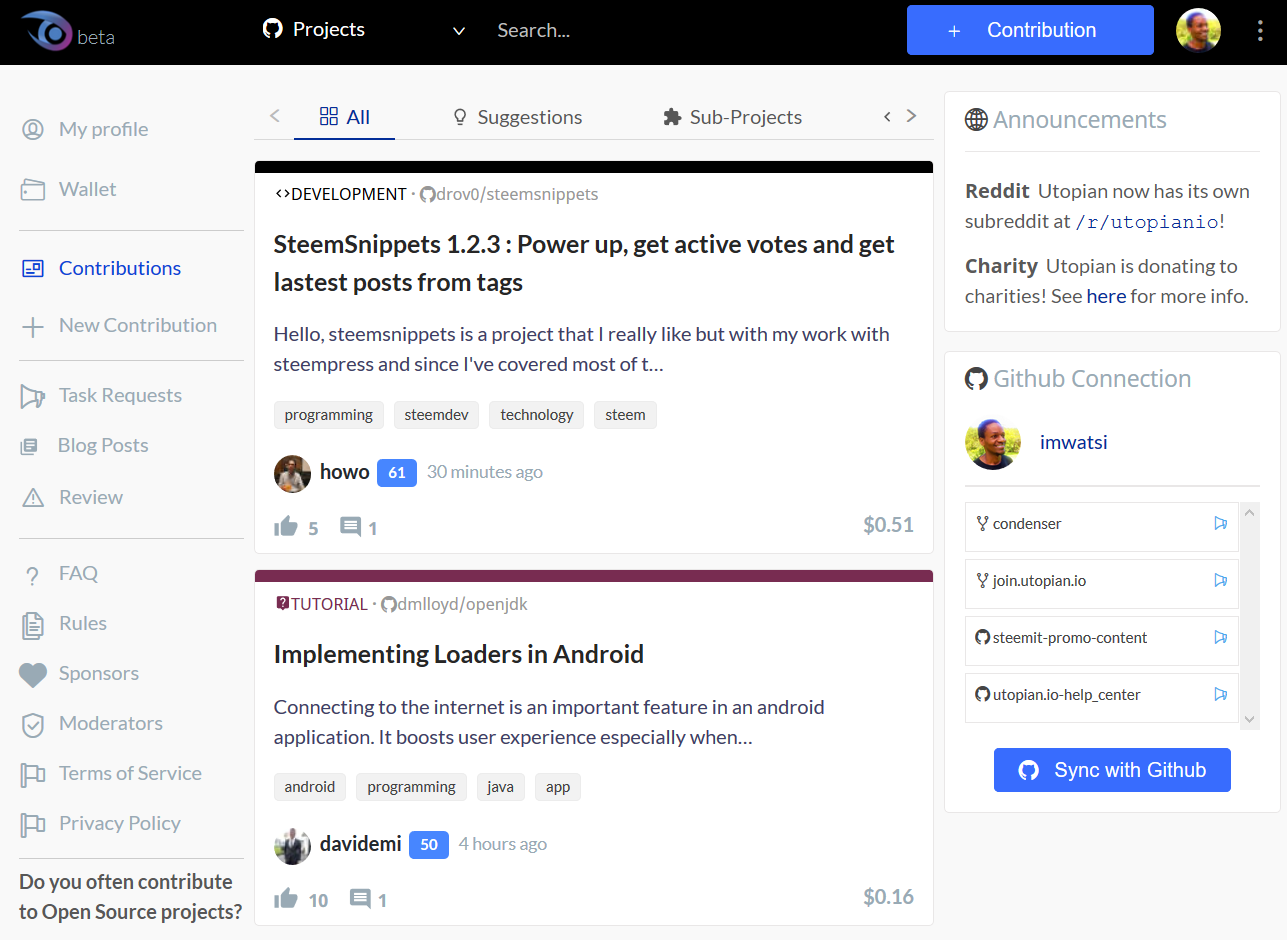 beta
Projects
Search...
+ Contribution
My profile
Wallet
Contributions
New Contribution
Task Requests
Blog Posts
Review
FAQ
Rules
Sponsors
Moderators
Terms of Service
Privacy Policy
Do you often contribute
to Open Source projects?
All
Suggestions
Sub-Projects
DEVELOPMENT · drov0/steemsnippets
SteemSnippets 1.2.3 : Power up, get active votes and get
lastest posts from tags
Hello, steemsnippets is a project that I really like but with my work with
steempress and since I've covered most of t...
programming steemdev technology steem
howo 61 30 minutes ago
5 1 $0.51
TUTORIAL · dmlloyd/openjdk
Implementing Loaders in Android
Connecting to the internet is an important feature in an android
application. It boosts user experience especially when...
android programming java app
davidemi 50 4 hours ago
10 1 $0.16
Announcements
Reddit Utopian now has its own
subreddit at /r/utopianio!
Charity Utopian is donating to
charities! See here for more info.
Github Connection
imwatsi
condenser
join.utopian.io
steemit-promo-content
utopian.io-help_center
Sync with Github